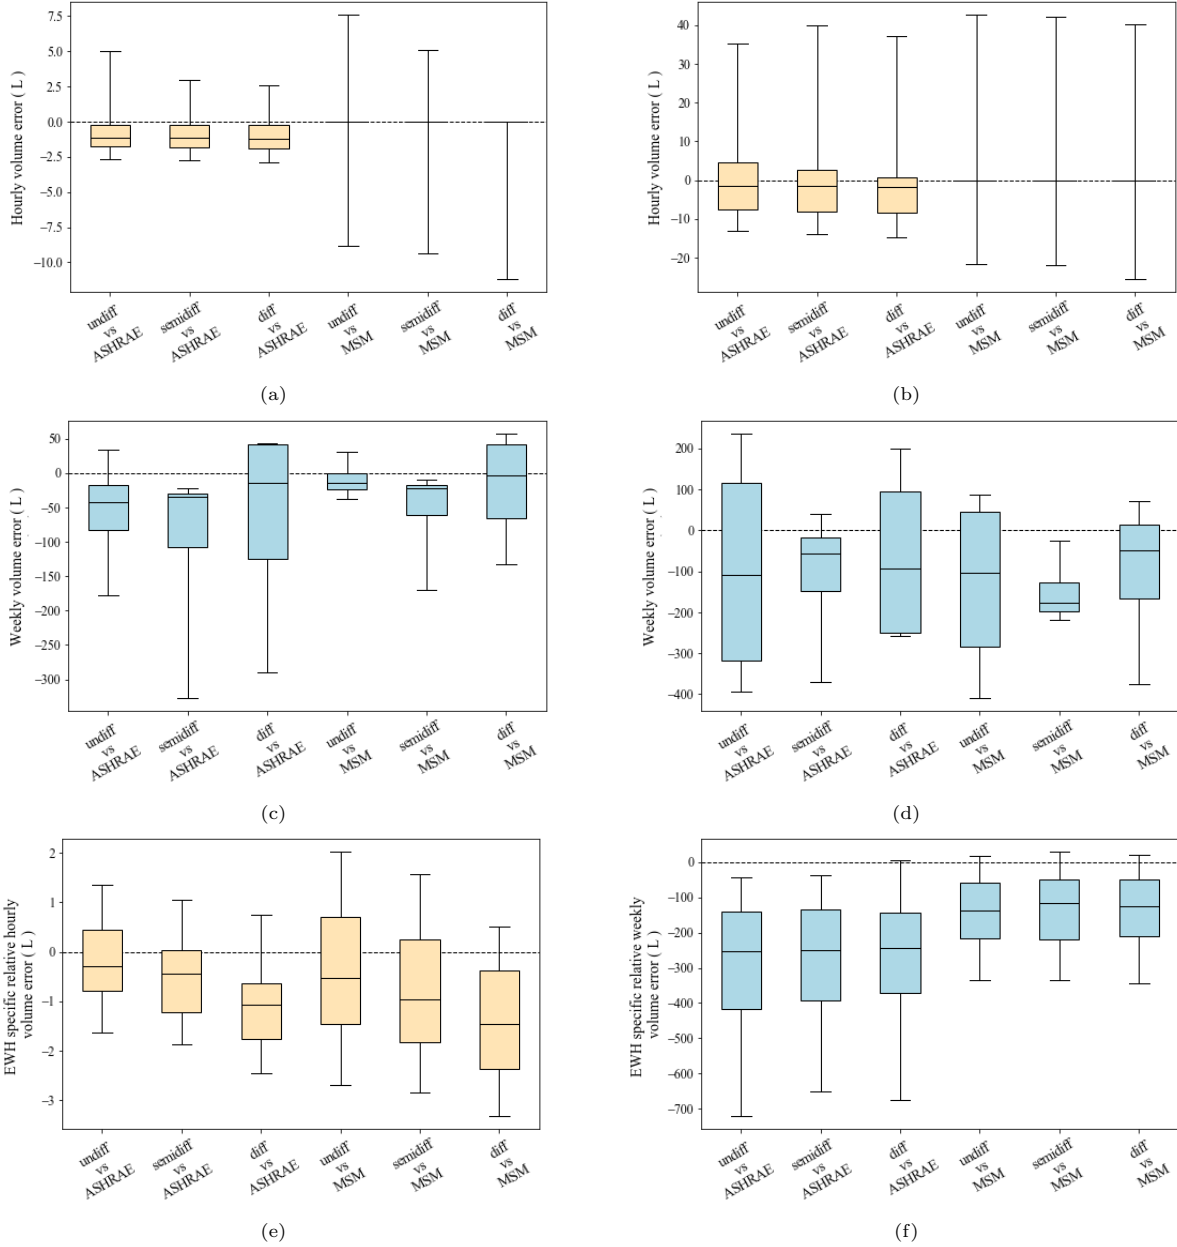 Hourly volume error ( L )
7.5
5.0
2.5
0.0
−2.5
−5.0
−7.5
−10.0
undiff
vs
ASHRAE
semidiff
vs
ASHRAE
diff
vs
ASHRAE
undiff
vs
MSM
semidiff
vs
MSM
diff
vs
MSM
(a)
Hourly volume error ( L )
40
30
20
10
0
−10
−20
undiff
vs
ASHRAE
semidiff
vs
ASHRAE
diff
vs
ASHRAE
undiff
vs
MSM
semidiff
vs
MSM
diff
vs
MSM
(b)
Weekly volume error ( L )
50
0
−50
−100
−150
−200
−250
−300
undiff
vs
ASHRAE
semidiff
vs
ASHRAE
diff
vs
ASHRAE
undiff
vs
MSM
semidiff
vs
MSM
diff
vs
MSM
(c)
Weekly volume error ( L )
200
100
0
−100
−200
−300
−400
undiff
vs
ASHRAE
semidiff
vs
ASHRAE
diff
vs
ASHRAE
undiff
vs
MSM
semidiff
vs
MSM
diff
vs
MSM
(d)
EWH specific relative hourly
volume error ( L )
2
1
0
−1
−2
−3
undiff
vs
ASHRAE
semidiff
vs
ASHRAE
diff
vs
ASHRAE
undiff
vs
MSM
semidiff
vs
MSM
diff
vs
MSM
(e)
EWH specific relative weekly
volume error ( L )
0
−100
−200
−300
−400
−500
−600
−700
undiff
vs
ASHRAE
semidiff
vs
ASHRAE
diff
vs
ASHRAE
undiff
vs
MSM
semidiff
vs
MSM
diff
vs
MSM
(f)